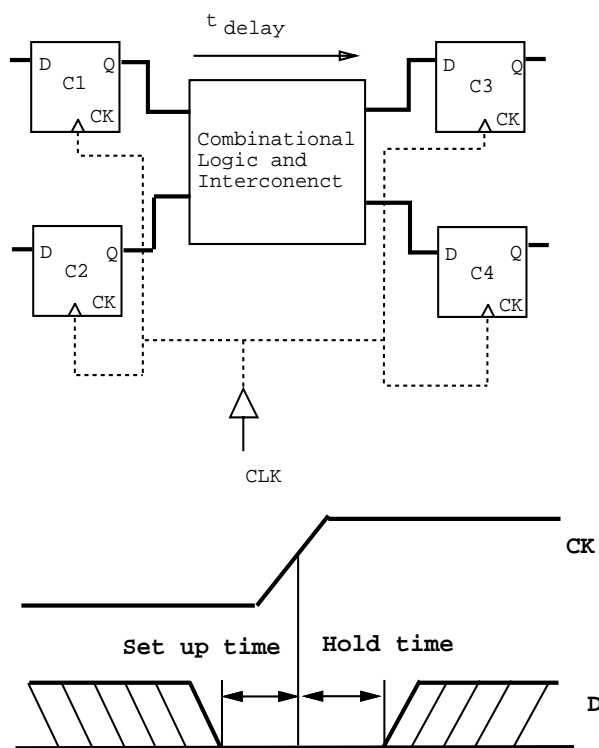 t delay
D Q
C1
CK
D Q
C3
CK
Combinational
Logic and
Interconenct
D Q
C2
CK
D Q
C4
CK
CLK
CK
Set up time
Hold time
D